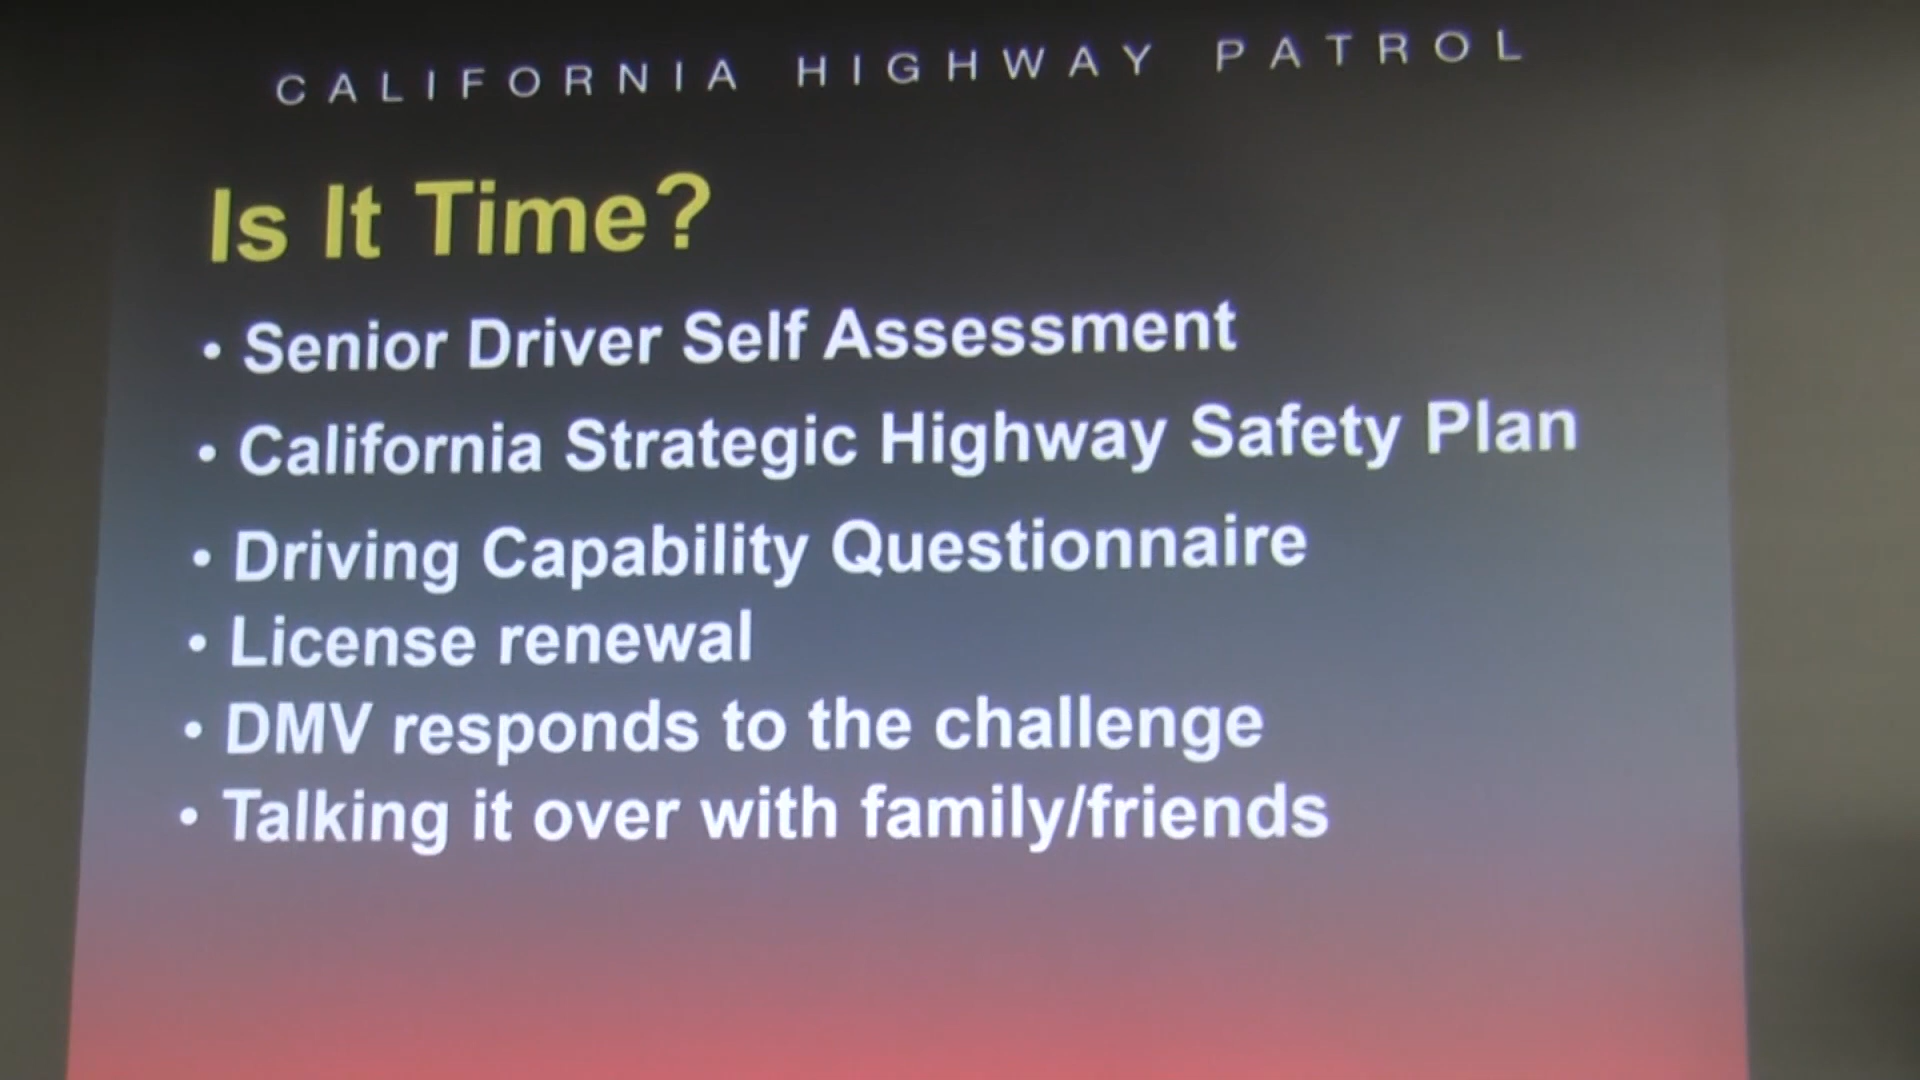 CALIFORNIA HIGHWAY PATROL
Is It Time?
• Senior Driver Self Assessment
• California Strategic Highway Safety Plan
• Driving Capability Questionnaire
• License renewal
• DMV responds to the challenge
• Talking it over with family/friends